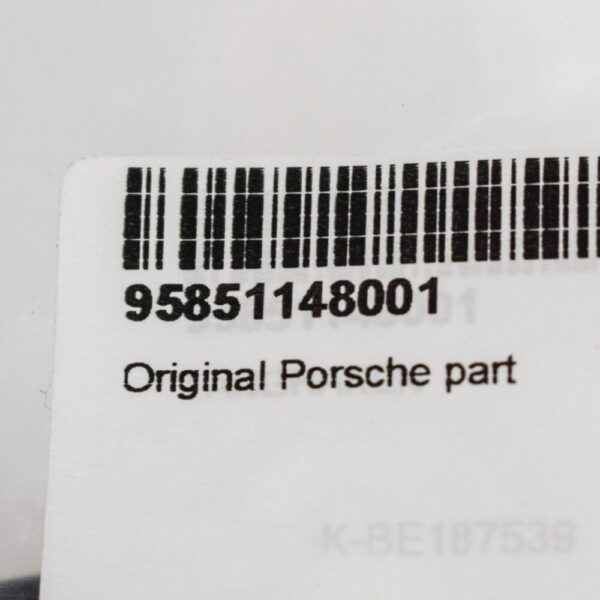 95851148001
Original Porsche part
K-BE187539